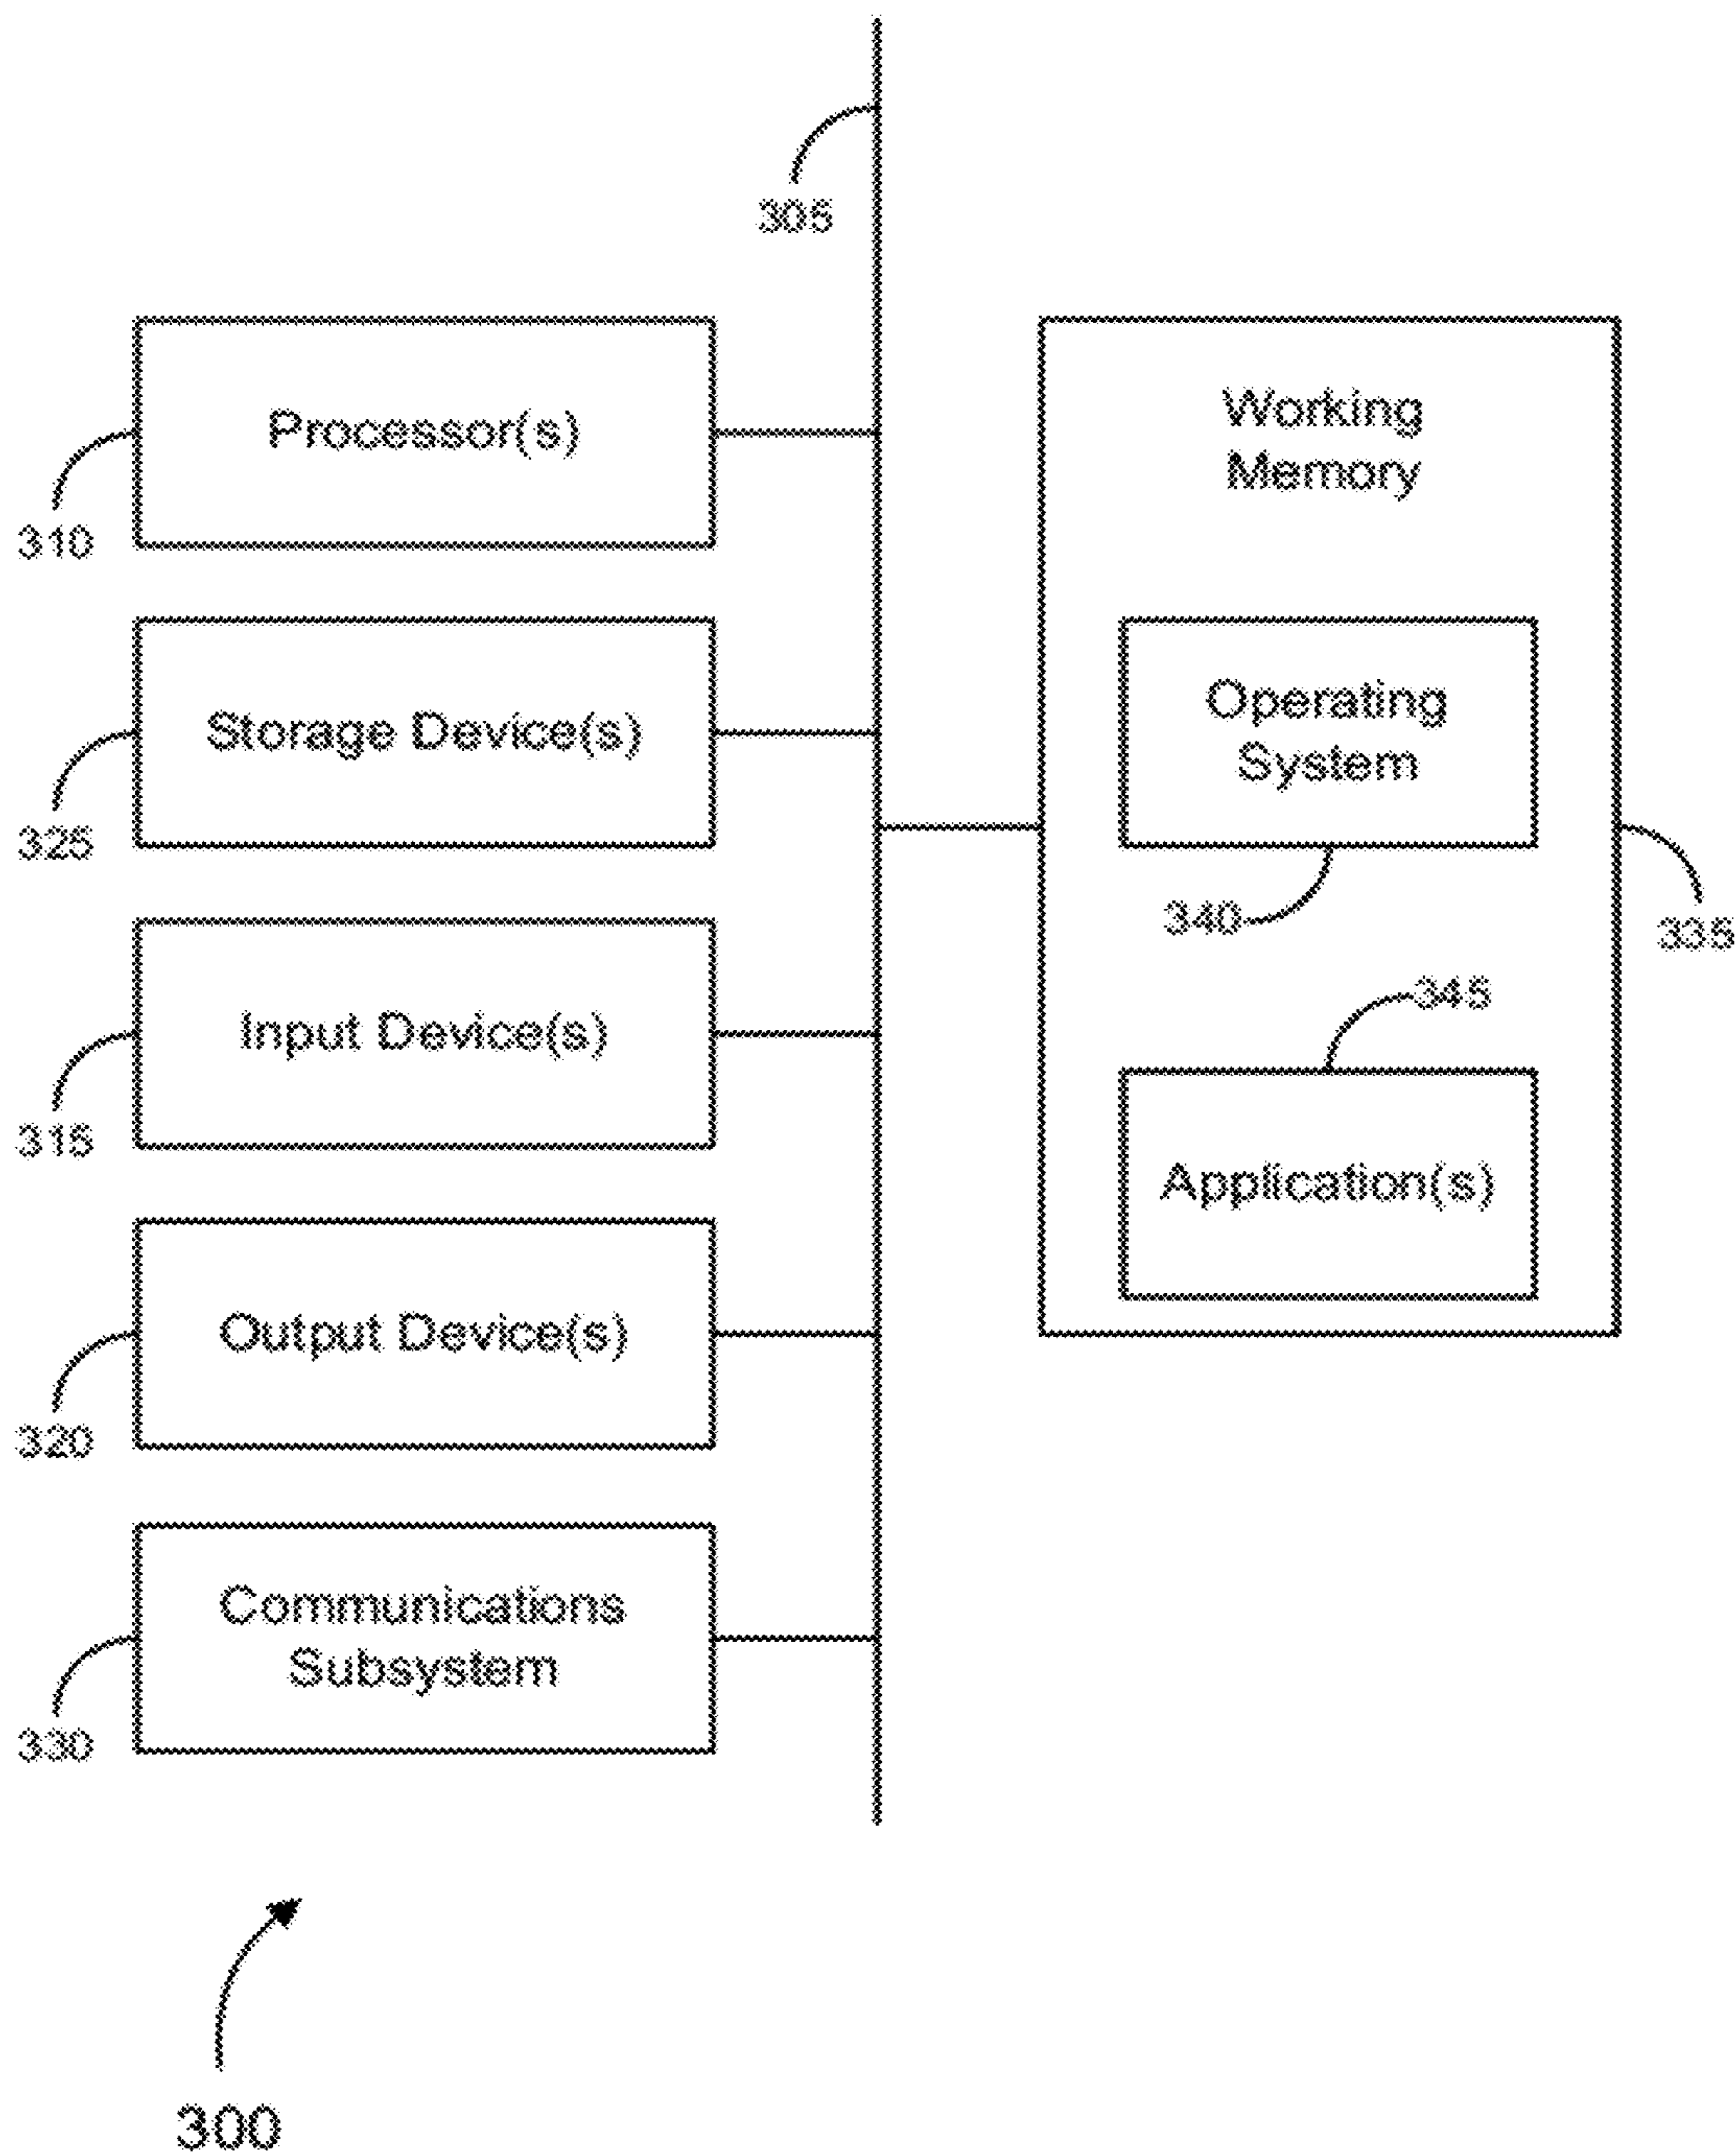 305
Processor(s)
310
Working
Memory
Storage Device(s)
325
Operating
System
340
335
Input Device(s)
315
345
Application(s)
Output Device(s)
320
Communications
Subsystem
330
300